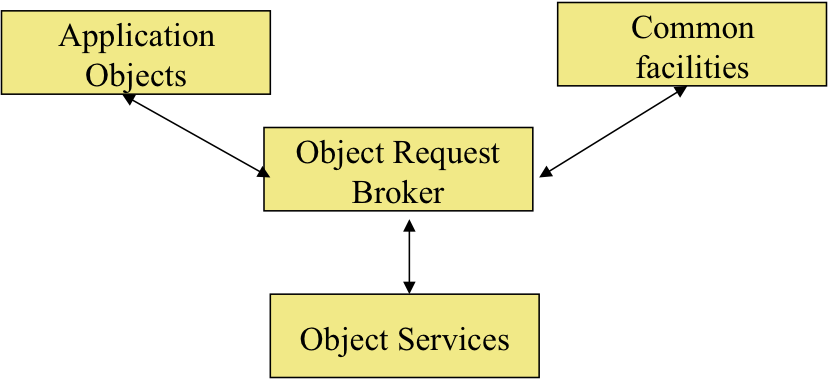 Application
Objects
Common
facilities
Object Request
Broker
Object Services